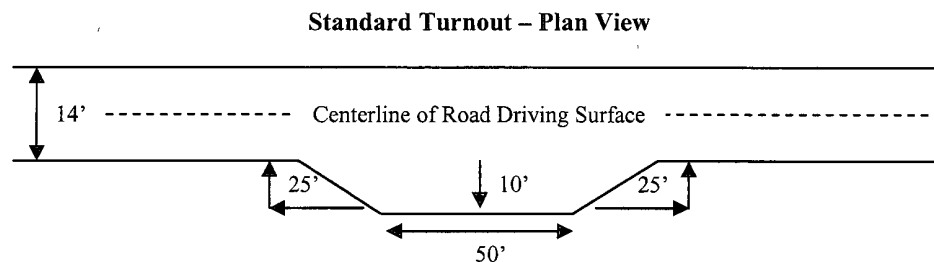 Standard Turnout – Plan View
14’
Centerline of Road Driving Surface
25’
10’
25’
50’